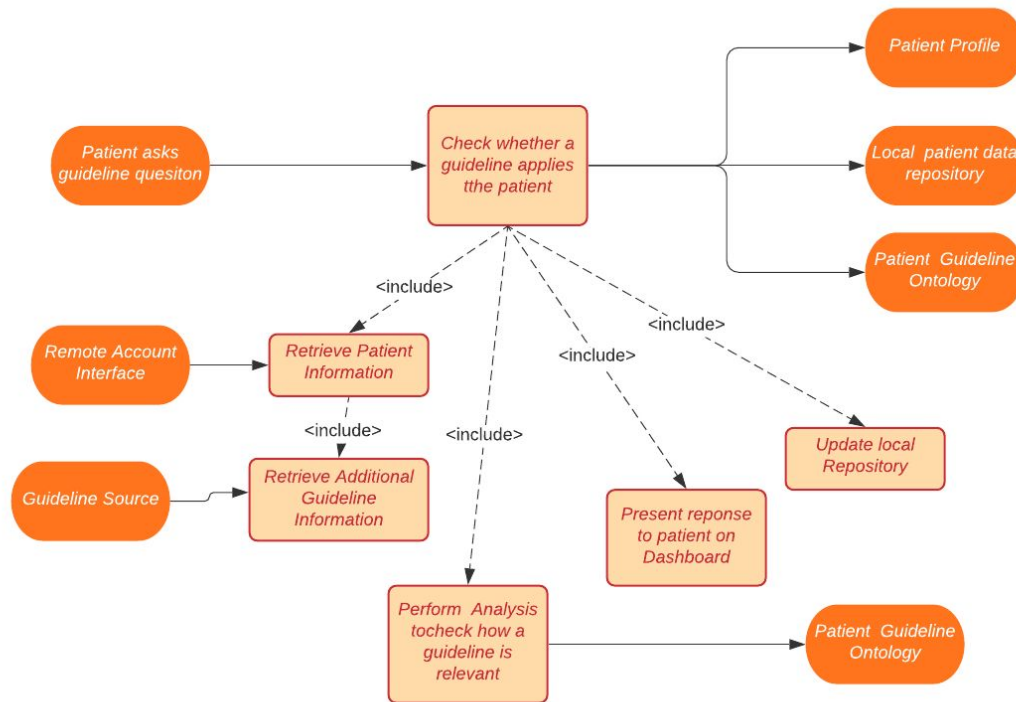 Patient Profile
Patient asks
guideline quesiton
Check whether a
guideline applies
tthe patient
Local patient data
repository
Patient Guideline
Ontology
<include>
<include>
<include>
<include>
Remote Account
Interface
Retrieve Patient
Information
<include>
Update local
Repository
Guideline Source
Retrieve Additional
Guideline
Information
Present reponse
to patient on
Dashboard
Perform Analysis
tocheck how a
guideline is
relevant
Patient Guideline
Ontology